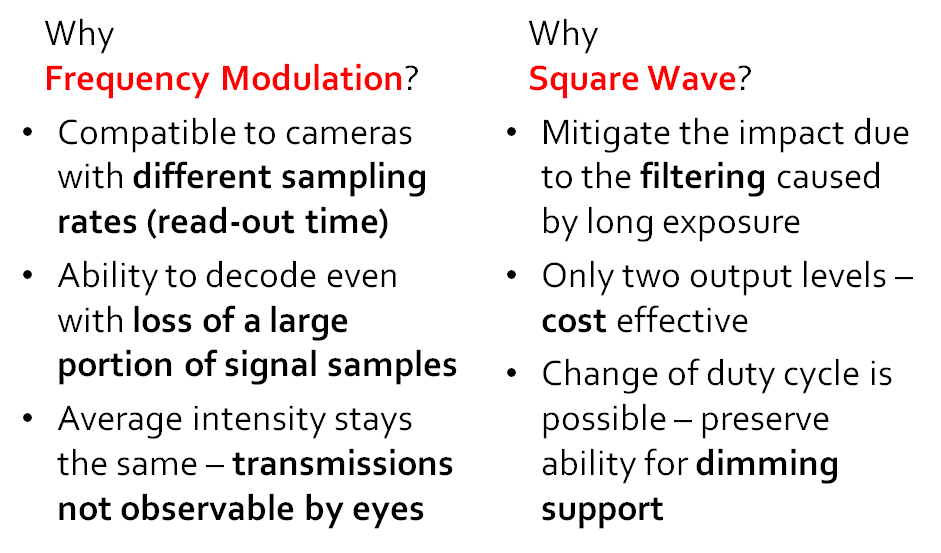 Why
Frequency Modulation?
• Compatible to cameras
with different sampling
rates (read-out time)
• Ability to decode even
with loss of a large
portion of signal samples
• Average intensity stays
the same – transmissions
not observable by eyes
Why
Square Wave?
• Mitigate the impact due
to the filtering caused
by long exposure
• Only two output levels –
cost effective
• Change of duty cycle is
possible – preserve
ability for dimming
support